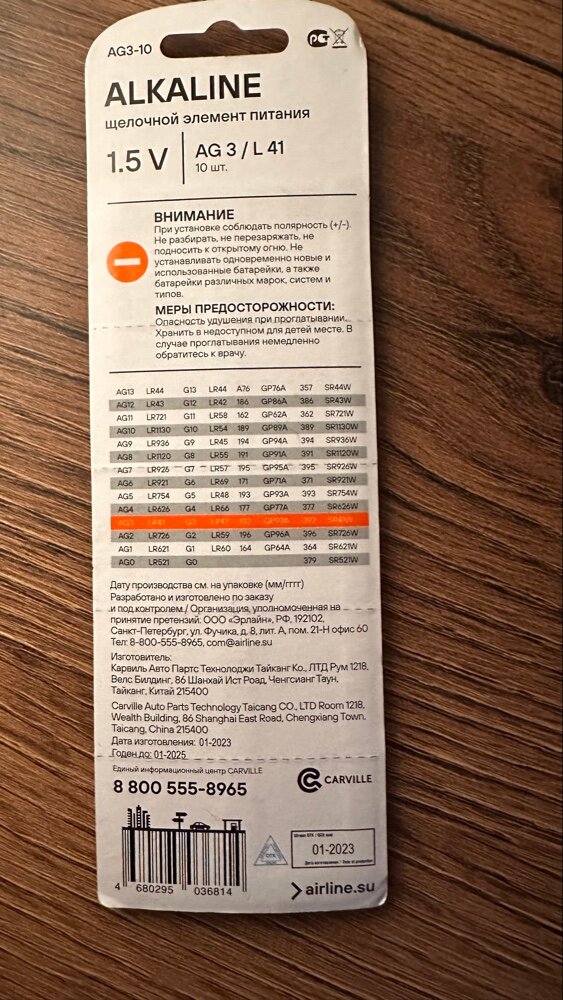 AG3-10
PG
ALKALINE
щелочной элемент питания
1.5 V
AG 3 / L 41
10 шт.
ВНИМАНИЕ
При установке соблюдать полярность (+/-).
Не разбирать, не перезаряжать, не
подносить к открытому огню. Не
устанавливать одновременно новые и
использованные батарейки, а также
батарейки различных марок, систем и
типов.
МЕРЫ ПРЕДОСТОРОЖНОСТИ:
Опасность удушения при проглатывании.
Хранить в недоступном для детей месте. В
случае проглатывания немедленно
обратитесь к врачу.
AG13 LR44 G13 LR44 A76 GP76A 357 SR44W
AG12 LR43 G12 LR42 186 GP86A 386 SR43W
AG11 LR721 G11 LR58 162 GP62A 362 SR721W
AG10 LR1130 G10 LR54 189 GP89A 389 SR1130W
AG9 LR936 G9 LR45 194 GP94A 394 SR936W
AG8 LR1120 G8 LR55 191 GP91A 391 SR1120W
AG7 LR926 G7 LR57 195 GP95A 395 SR926W
AG6 LR921 G6 LR69 171 GP71A 371 SR921W
AG5 LR754 G5 LR48 193 GP93A 393 SR754W
AG4 LR626 G4 LR66 177 GP77A 377 SR626W
AG3 LR41 G3 LR41 192 GP92A 392 SR41W
AG2 LR726 G2 LR59 196 GP96A 396 SR726W
AG1 LR621 G1 LR60 164 GP64A 364 SR621W
AG0 LR521 G0 379 SR521W
Дату производства см. на упаковке (мм/гггг)
Разработано и изготовлено по заказу
и под контролем / Организация, уполномоченная на
принятие претензий: ООО «Эрлайн», РФ, 192102,
Санкт-Петербург, ул. Фучика, д. 8, лит. А, пом. 21-Н офис 60
Тел: 8-800-555-8965, com@airline.su
Изготовитель:
Карвиль Авто Партс Технолоджи Тайканг Ко., ЛТД Рум 1218,
Велс Билдинг, 86 Шанхай Ист Роад, Ченгсианг Таун,
Тайканг, Китай 215400
Carville Auto Parts Technology Taicang CO., LTD Room 1218,
Wealth Building, 86 Shanghai East Road, Chengxiang Town,
Taicang, China 215400
Дата изготовления: 01-2023
Годен до: 01-2025
Единый информационный центр CARVILLE
8 800 555-8965
CARVILLE
ОТК
01-2023
4 680295 036814
airline.su